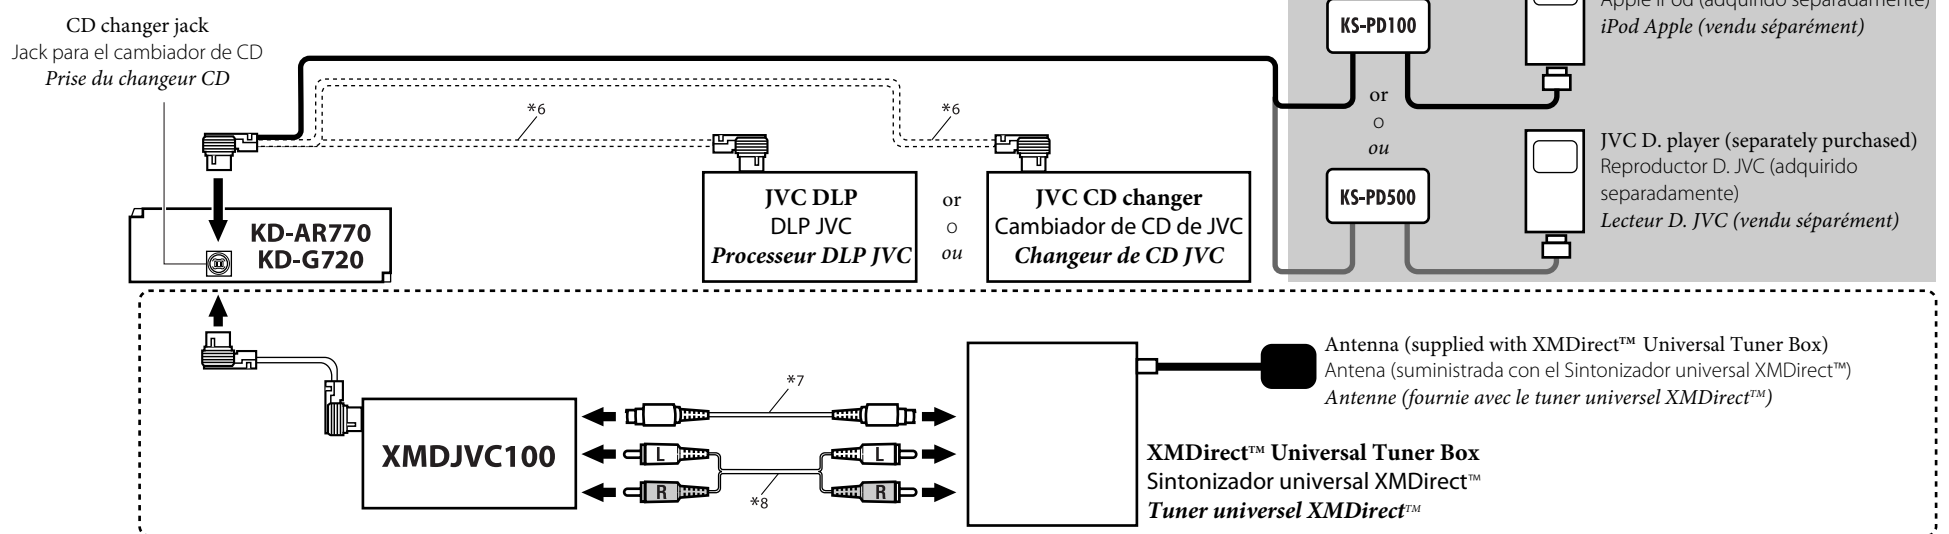 CD changer jack
Jack para el cambiador de CD
Prise du changeur CD
*6
*6
KD-AR770
KD-G720
JVC DLP
DLP JVC
Processeur DLP JVC
or
o
ou
JVC CD changer
Cambiador de CD de JVC
Changeur de CD JVC
KS-PD100
Apple iPod (adquirido separadamente)
iPod Apple (vendu séparément)
or
o
ou
KS-PD500
JVC D. player (separately purchased)
Reproductor D. JVC (adquirido
separadamente)
Lecteur D. JVC (vendu séparément)
XMDJVC100
*7
L
L
R
R
*8
Antenna (supplied with XMDirect™ Universal Tuner Box)
Antena (suministrada con el Sintonizador universal XMDirect™)
Antenne (fournie avec le tuner universel XMDirect™)
XMDirect™ Universal Tuner Box
Sintonizador universal XMDirect™
Tuner universel XMDirect™